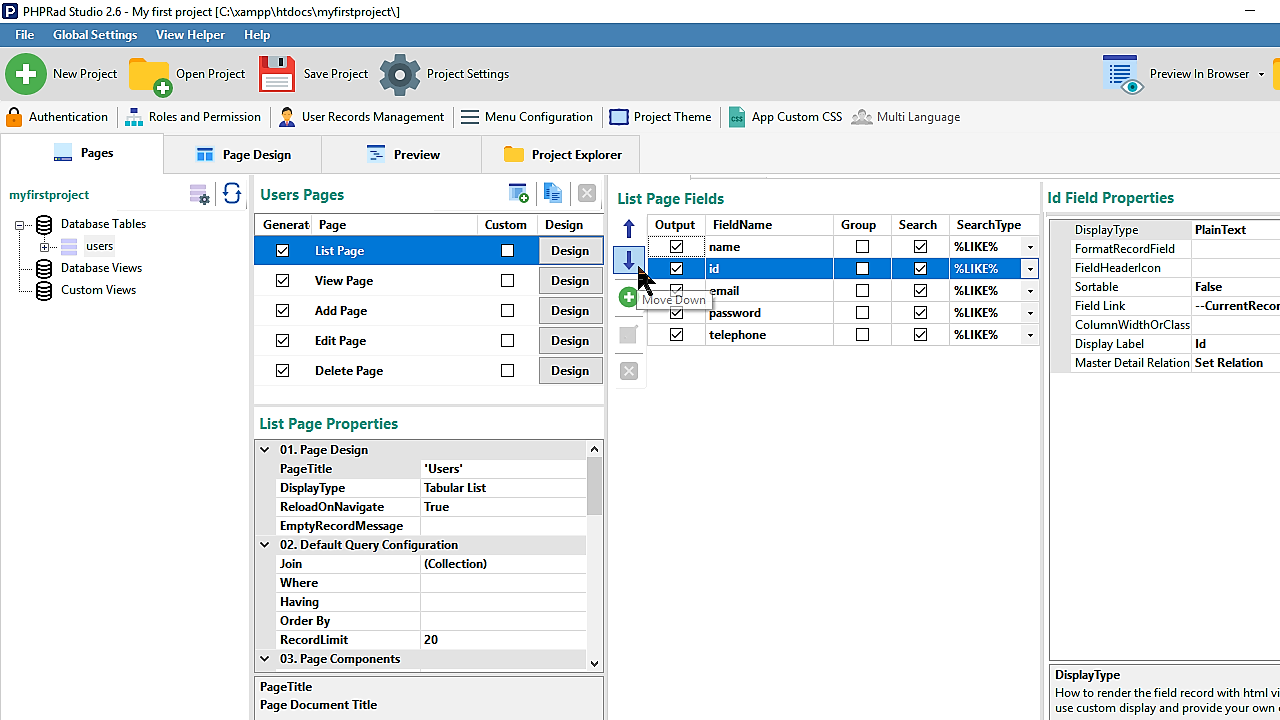 PHPRad Studio 2.6 - My first project [C:\xampp\htdocs\myfirstproject\]
File Global Settings View Helper Help
New Project Open Project Save Project Project Settings Preview In Browser
Authentication Roles and Permission User Records Management Menu Configuration Project Theme CSS App Custom CSS Multi Language
Pages Page Design Preview Project Explorer
myfirstproject
Database Tables
users
Database Views
Custom Views
Users Pages
Generat Page Custom Design
List Page Design
View Page Design
Add Page Design
Edit Page Design
Delete Page Design
List Page Properties
01. Page Design
PageTitle 'Users'
DisplayType Tabular List
ReloadOnNavigate True
EmptyRecordMessage
02. Default Query Configuration
Join (Collection)
Where
Having
Order By
RecordLimit 20
03. Page Components
PageTitle
Page Document Title
List Page Fields
Output FieldName Group Search SearchType
name %LIKE%
id %LIKE%
email %LIKE%
Move Down
password %LIKE%
telephone %LIKE%
Id Field Properties
DisplayType PlainText
FormatRecordField
FieldHeaderIcon
Sortable False
Field Link --CurrentRecor
ColumnWidthOrClass
Display Label Id
Master Detail Relation Set Relation
DisplayType
How to render the field record with html vi
use custom display and provide your own